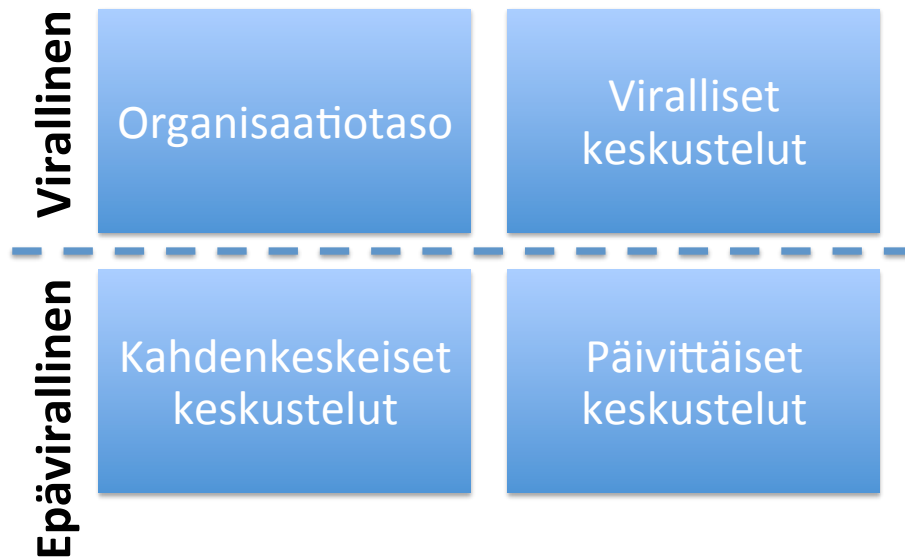 Virallinen
Organisaatiotaso
Viralliset
keskustelut
Epävirallinen
Kahdenkeskeiset
keskustelut
Päivittäiset
keskustelut